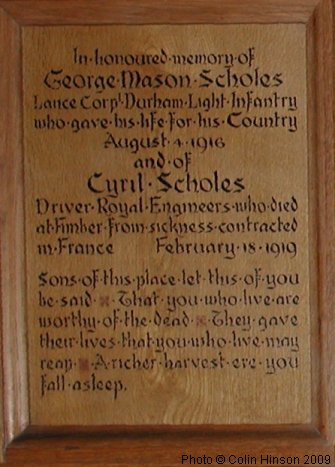 In·honoured·memory·of
George·Mason·Scholes
Lance Corpl·Durham·Light·Infantry
who·gave·his·life·for·his·Country
August·4·1916
and·of
Cyril·Scholes
Driver·Royal·Engineers·who·died
at·Fimber·from·sickness·contracted
in·France February·18·1919
Sons·of·this·place·let·this·of·you
be·said That·you·who·live·are
worthy·of·the·dead They·gave
their·lives·that·you·who·live·may
reap A·richer·harvest·ere·you
fall·asleep.
Photo © Colin Hinson 2009